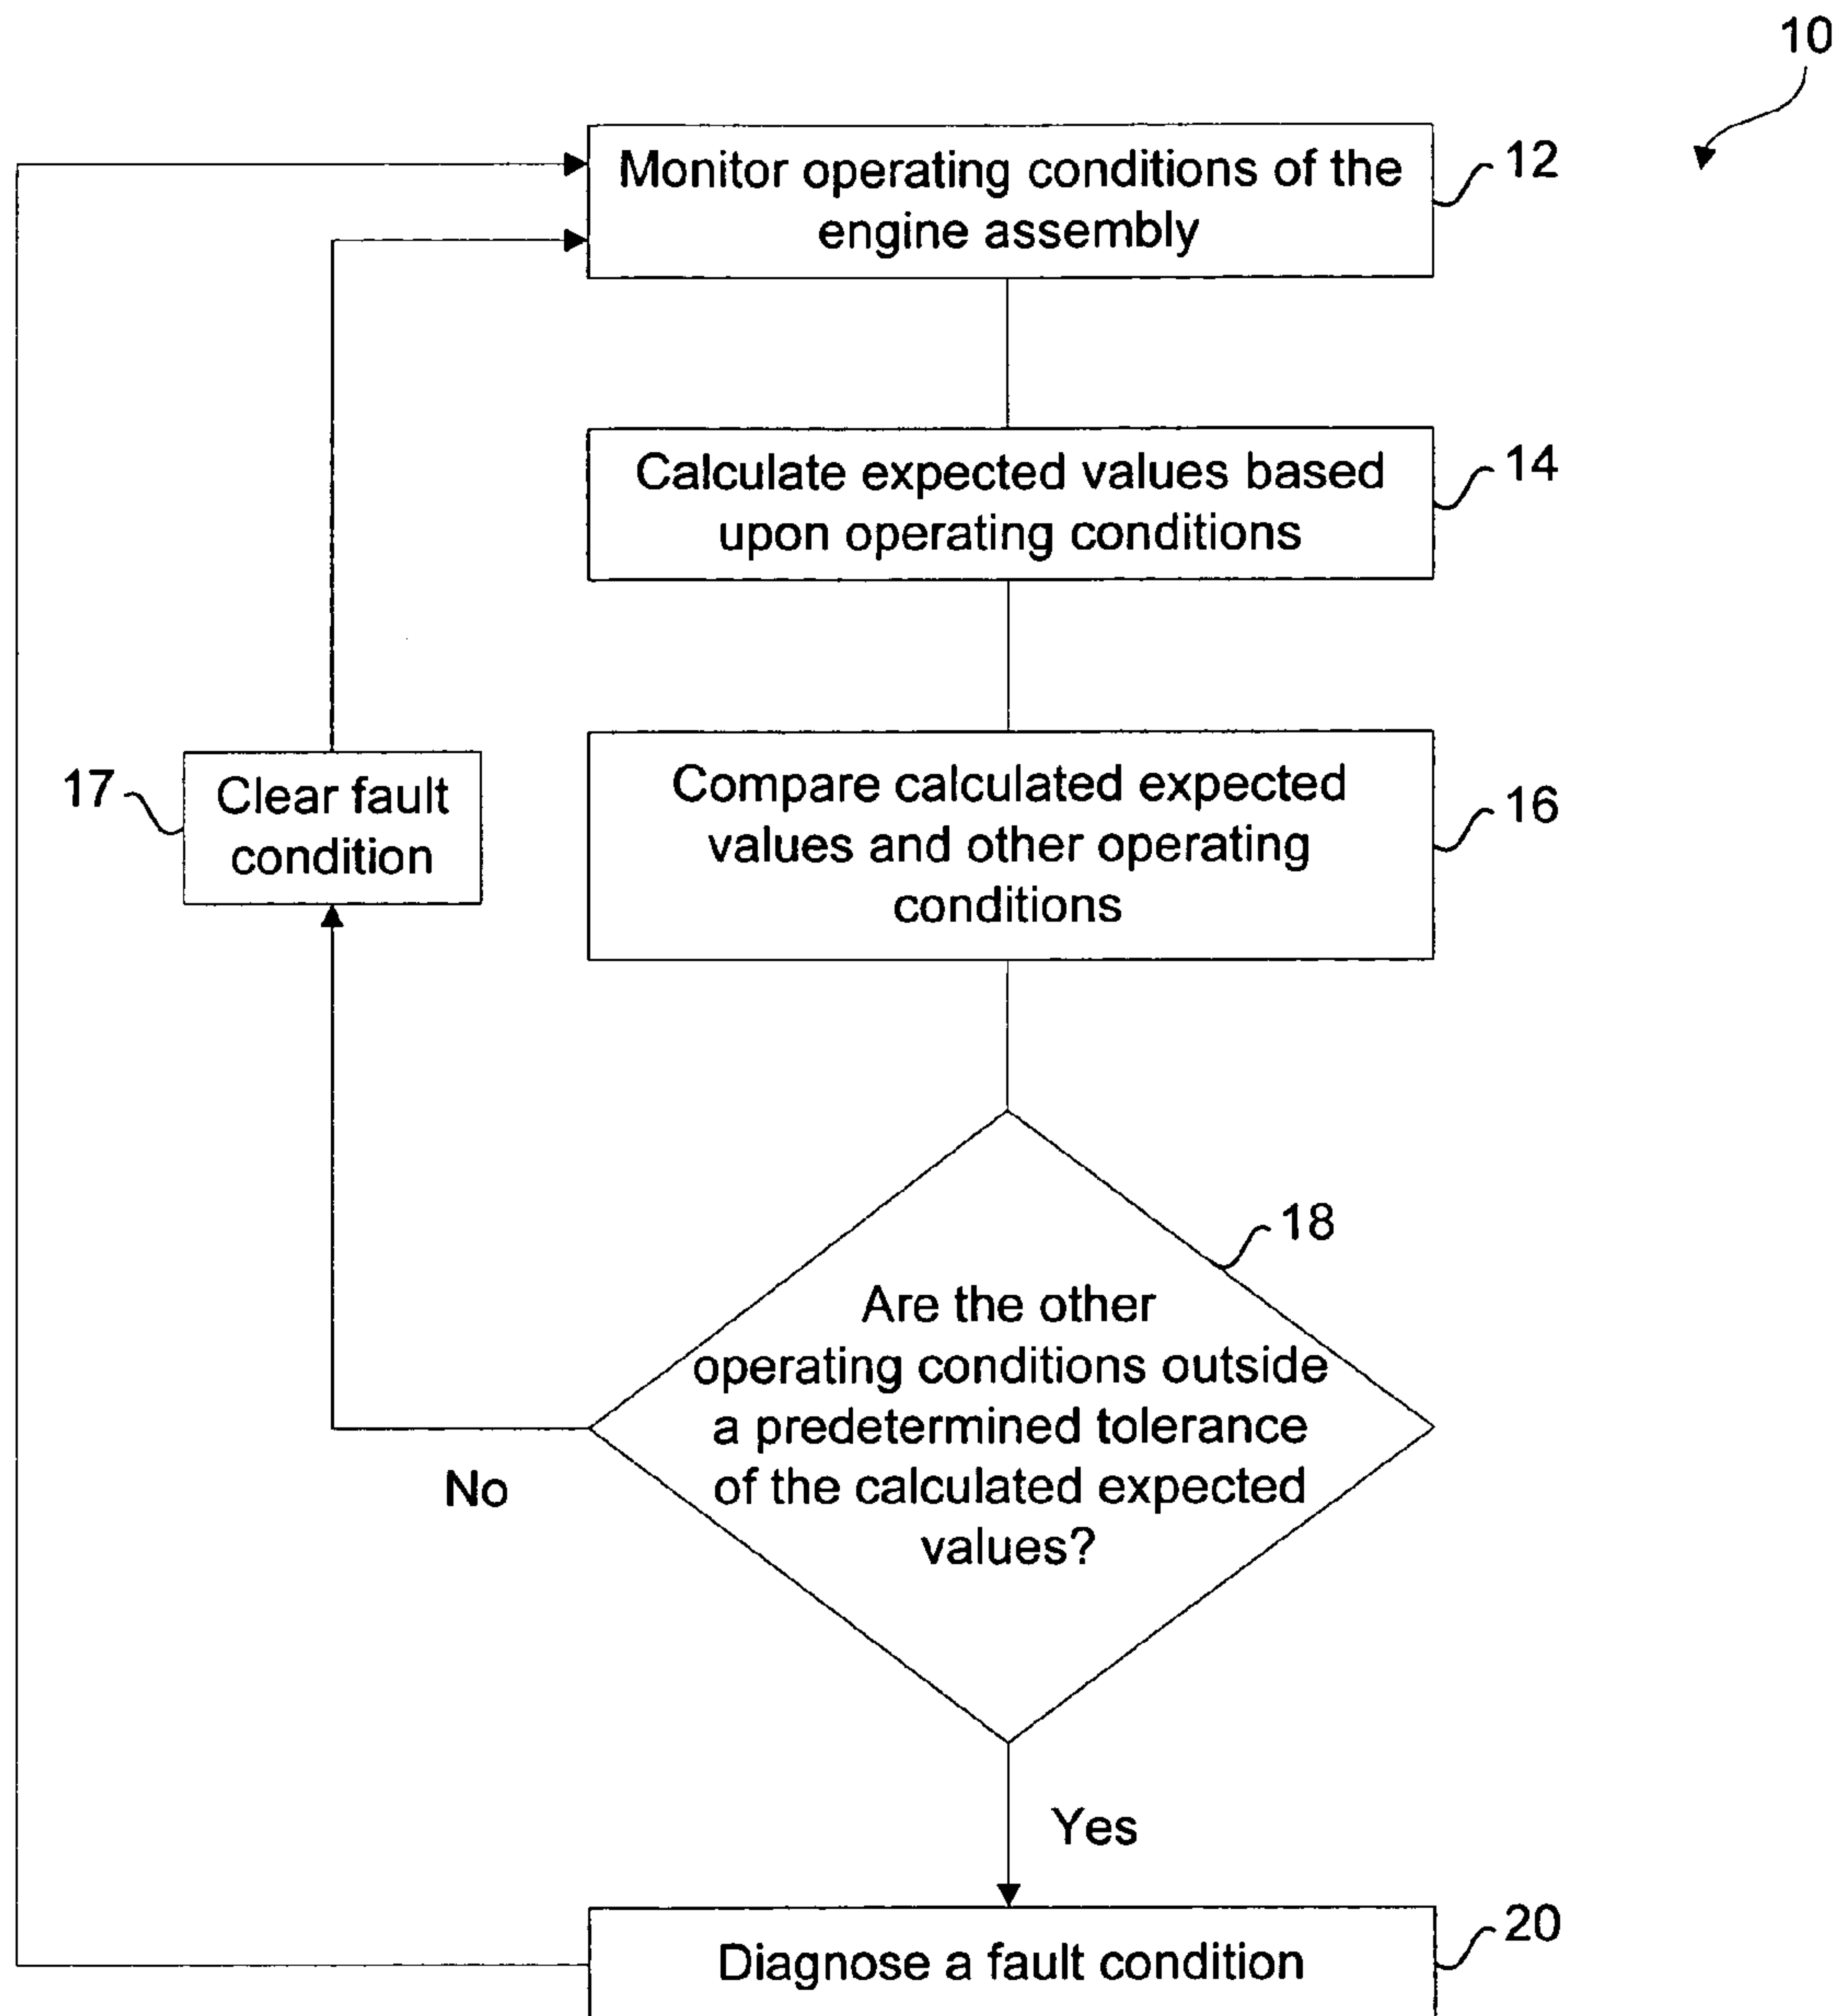 10
Monitor operating conditions of the
engine assembly
12
Calculate expected values based
upon operating conditions
14
Compare calculated expected
values and other operating
conditions
16
17
Clear fault
condition
18
Are the other
operating conditions outside
a predetermined tolerance
of the calculated expected
values?
No
Yes
Diagnose a fault condition
20